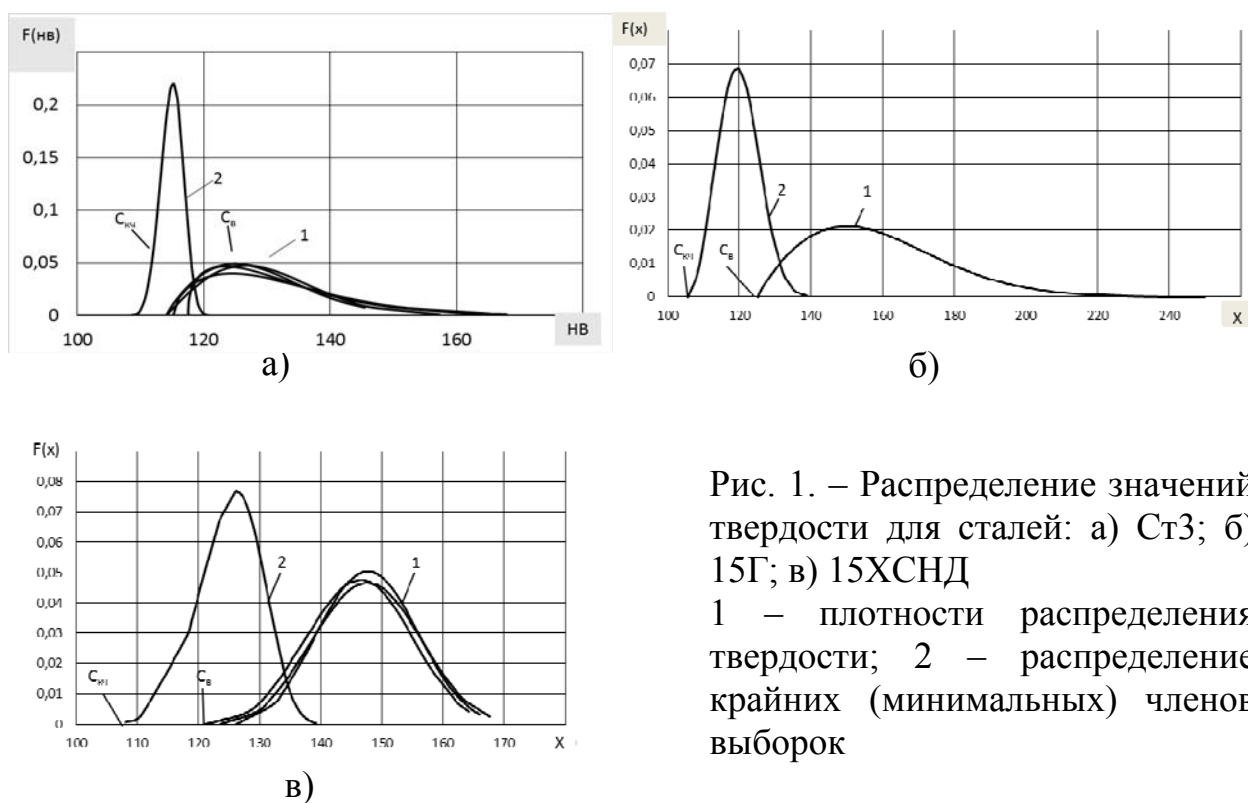 F(нв)
0,2
0,15
0,1
0,05
0
2
Cкч
Cв
1
100 120 140 160
НВ
а)
F(x)
0,07
0,06
0,05
0,04
0,03
0,02
0,01
0
2
1
Cкч
Cв
100 120 140 160 180 200 220 240
X
б)
F(x)
0,08
0,07
0,06
0,05
0,04
0,03
0,02
0,01
0
2
1
Cкч
Cв
100 110 120 130 140 150 160 170 X
в)
Рис. 1. – Распределение значений
твердости для сталей: а) Ст3; б)
15Г; в) 15ХСНД
1 – плотности распределения
твердости; 2 – распределение
крайних (минимальных) членов
выборок